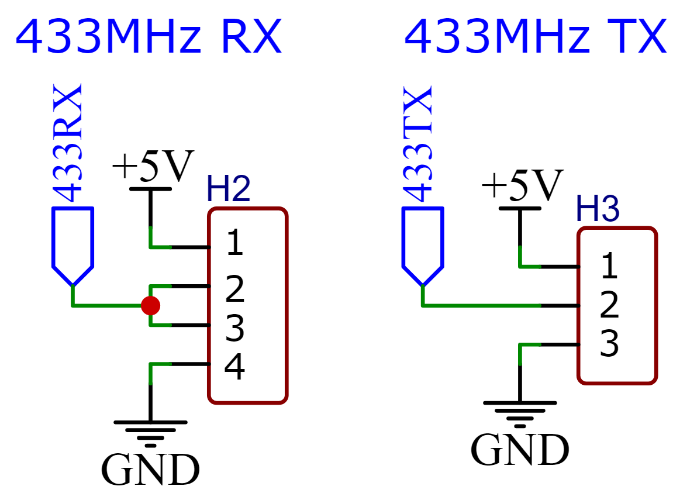 433MHz RX
433RX
+5V
H2
1
2
3
4
GND
433MHz TX
433TX
+5V
H3
1
2
3
GND